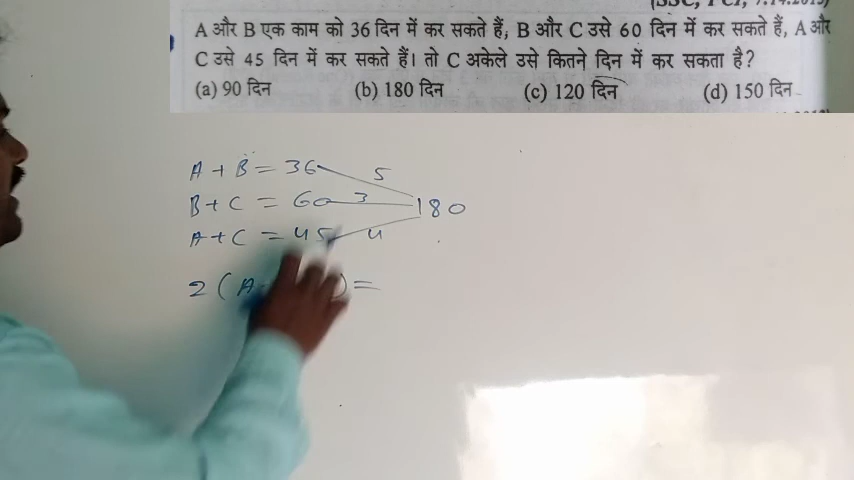 A और B एक काम को 36 दिन में कर सकते हैं, B और C उसे 60 दिन में कर सकते हैं, A और
C उसे 45 दिन में कर सकते हैं। तो C अकेले उसे कितने दिन में कर सकता है?
(a) 90 दिन (b) 180 दिन (c) 120 दिन (d) 150 दिन
A + B = 36 5
B + C = 60 3 180
A + C = 45 4
2 ( A ) =